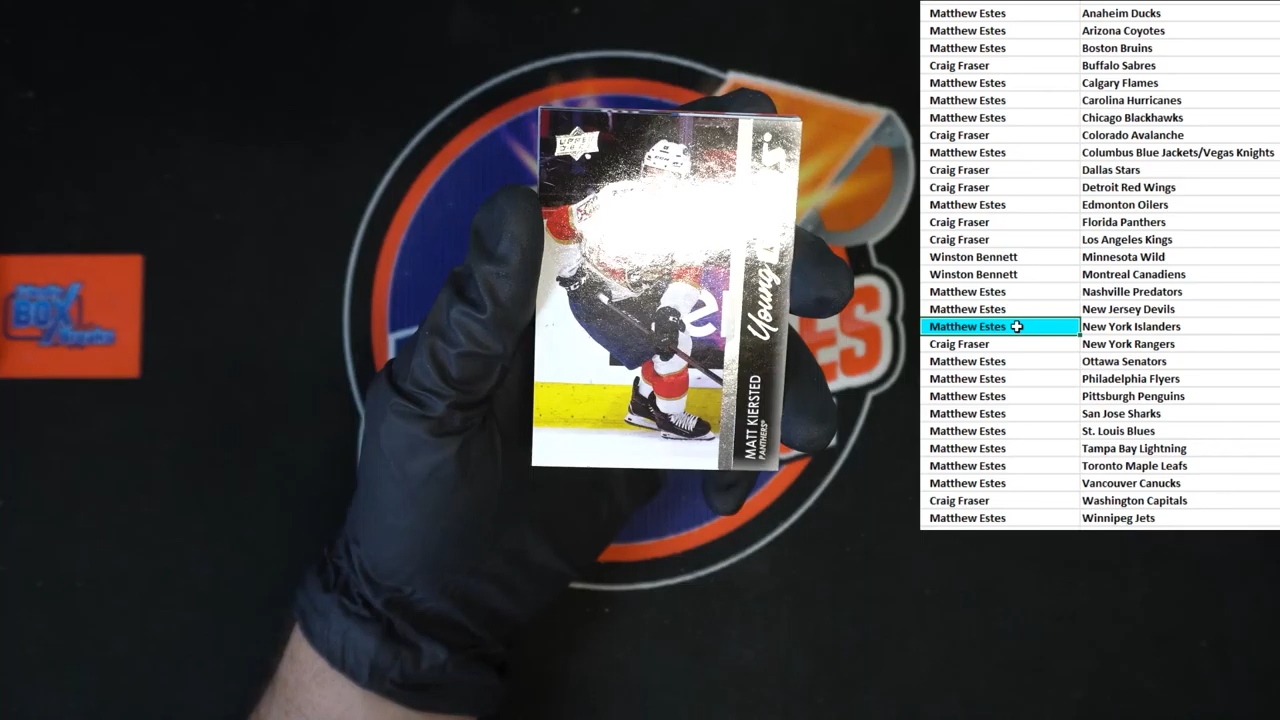 Matthew Estes Anaheim Ducks
Matthew Estes Arizona Coyotes
Matthew Estes Boston Bruins
Craig Fraser Buffalo Sabres
Matthew Estes Calgary Flames
Matthew Estes Carolina Hurricanes
Matthew Estes Chicago Blackhawks
Craig Fraser Colorado Avalanche
Matthew Estes Columbus Blue Jackets/Vegas Knights
Craig Fraser Dallas Stars
Craig Fraser Detroit Red Wings
Matthew Estes Edmonton Oilers
Craig Fraser Florida Panthers
Craig Fraser Los Angeles Kings
Winston Bennett Minnesota Wild
Winston Bennett Montreal Canadiens
Matthew Estes Nashville Predators
Matthew Estes New Jersey Devils
Matthew Estes New York Islanders
Craig Fraser New York Rangers
Matthew Estes Ottawa Senators
Matthew Estes Philadelphia Flyers
Matthew Estes Pittsburgh Penguins
Matthew Estes San Jose Sharks
Matthew Estes St. Louis Blues
Matthew Estes Tampa Bay Lightning
Matthew Estes Toronto Maple Leafs
Matthew Estes Vancouver Canucks
Craig Fraser Washington Capitals
Matthew Estes Winnipeg Jets
UPPER DECK
Young
MATT KIERSTED
PANTHERS®
BOX